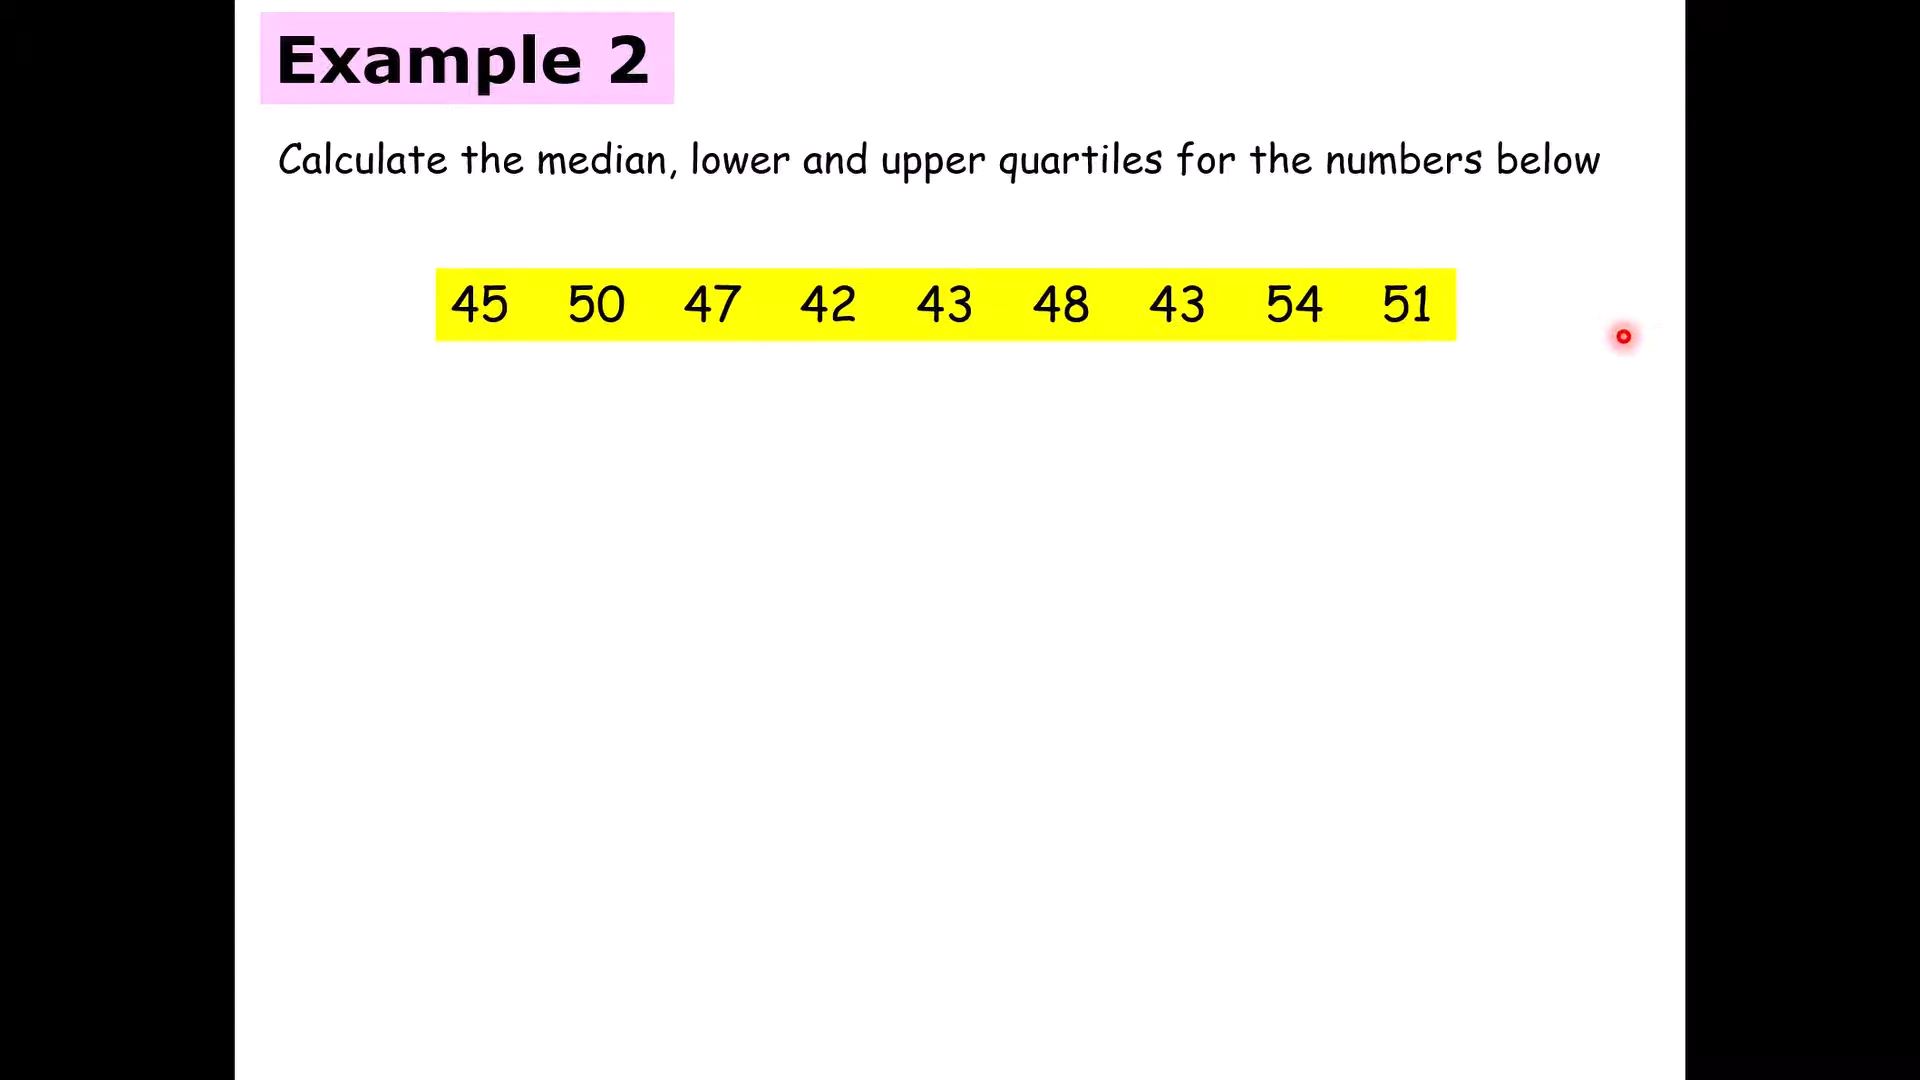 Example 2
Calculate the median, lower and upper quartiles for the numbers below
45 50 47 42 43 48 43 54 51